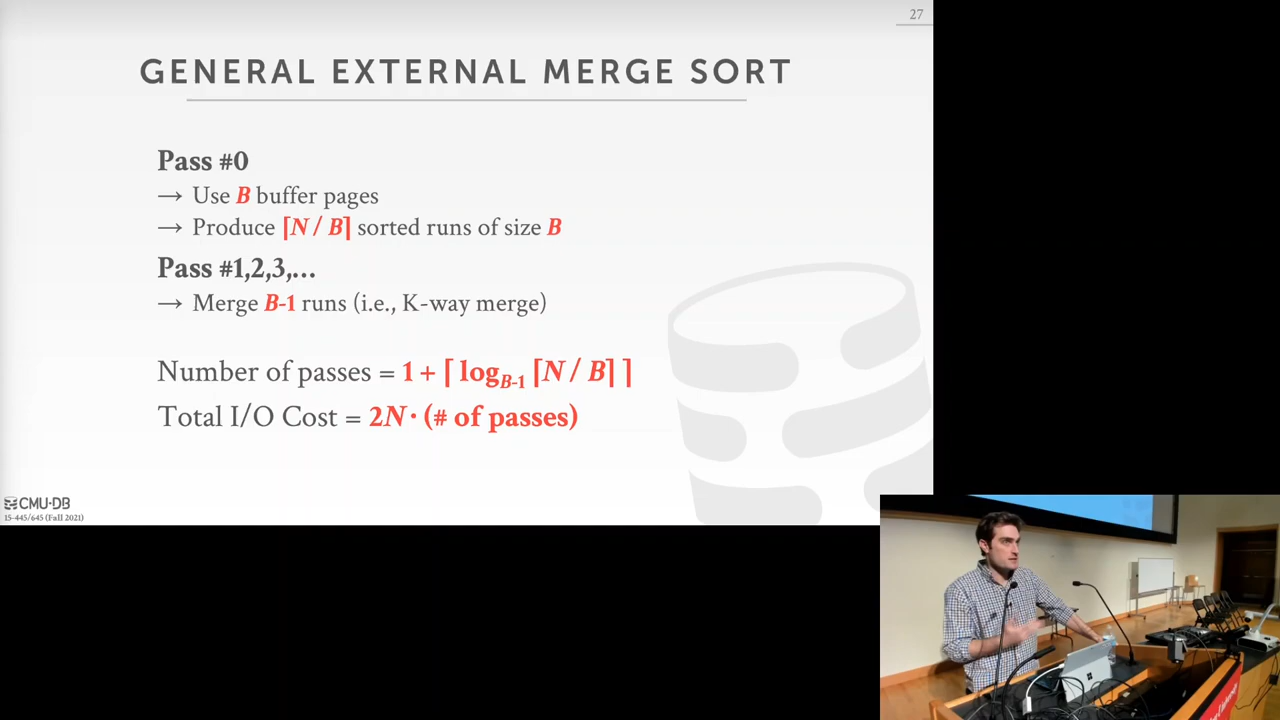 27
GENERAL EXTERNAL MERGE SORT
Pass #0
→ Use B buffer pages
→ Produce ⌈N / B⌉ sorted runs of size B
Pass #1,2,3,…
→ Merge B-1 runs (i.e., K-way merge)
Number of passes = 1 + ⌈ log_{B-1} ⌈N / B⌉ ⌉
Total I/O Cost = 2N · (# of passes)
CMU·DB
15-445/645 (Fall 2021)